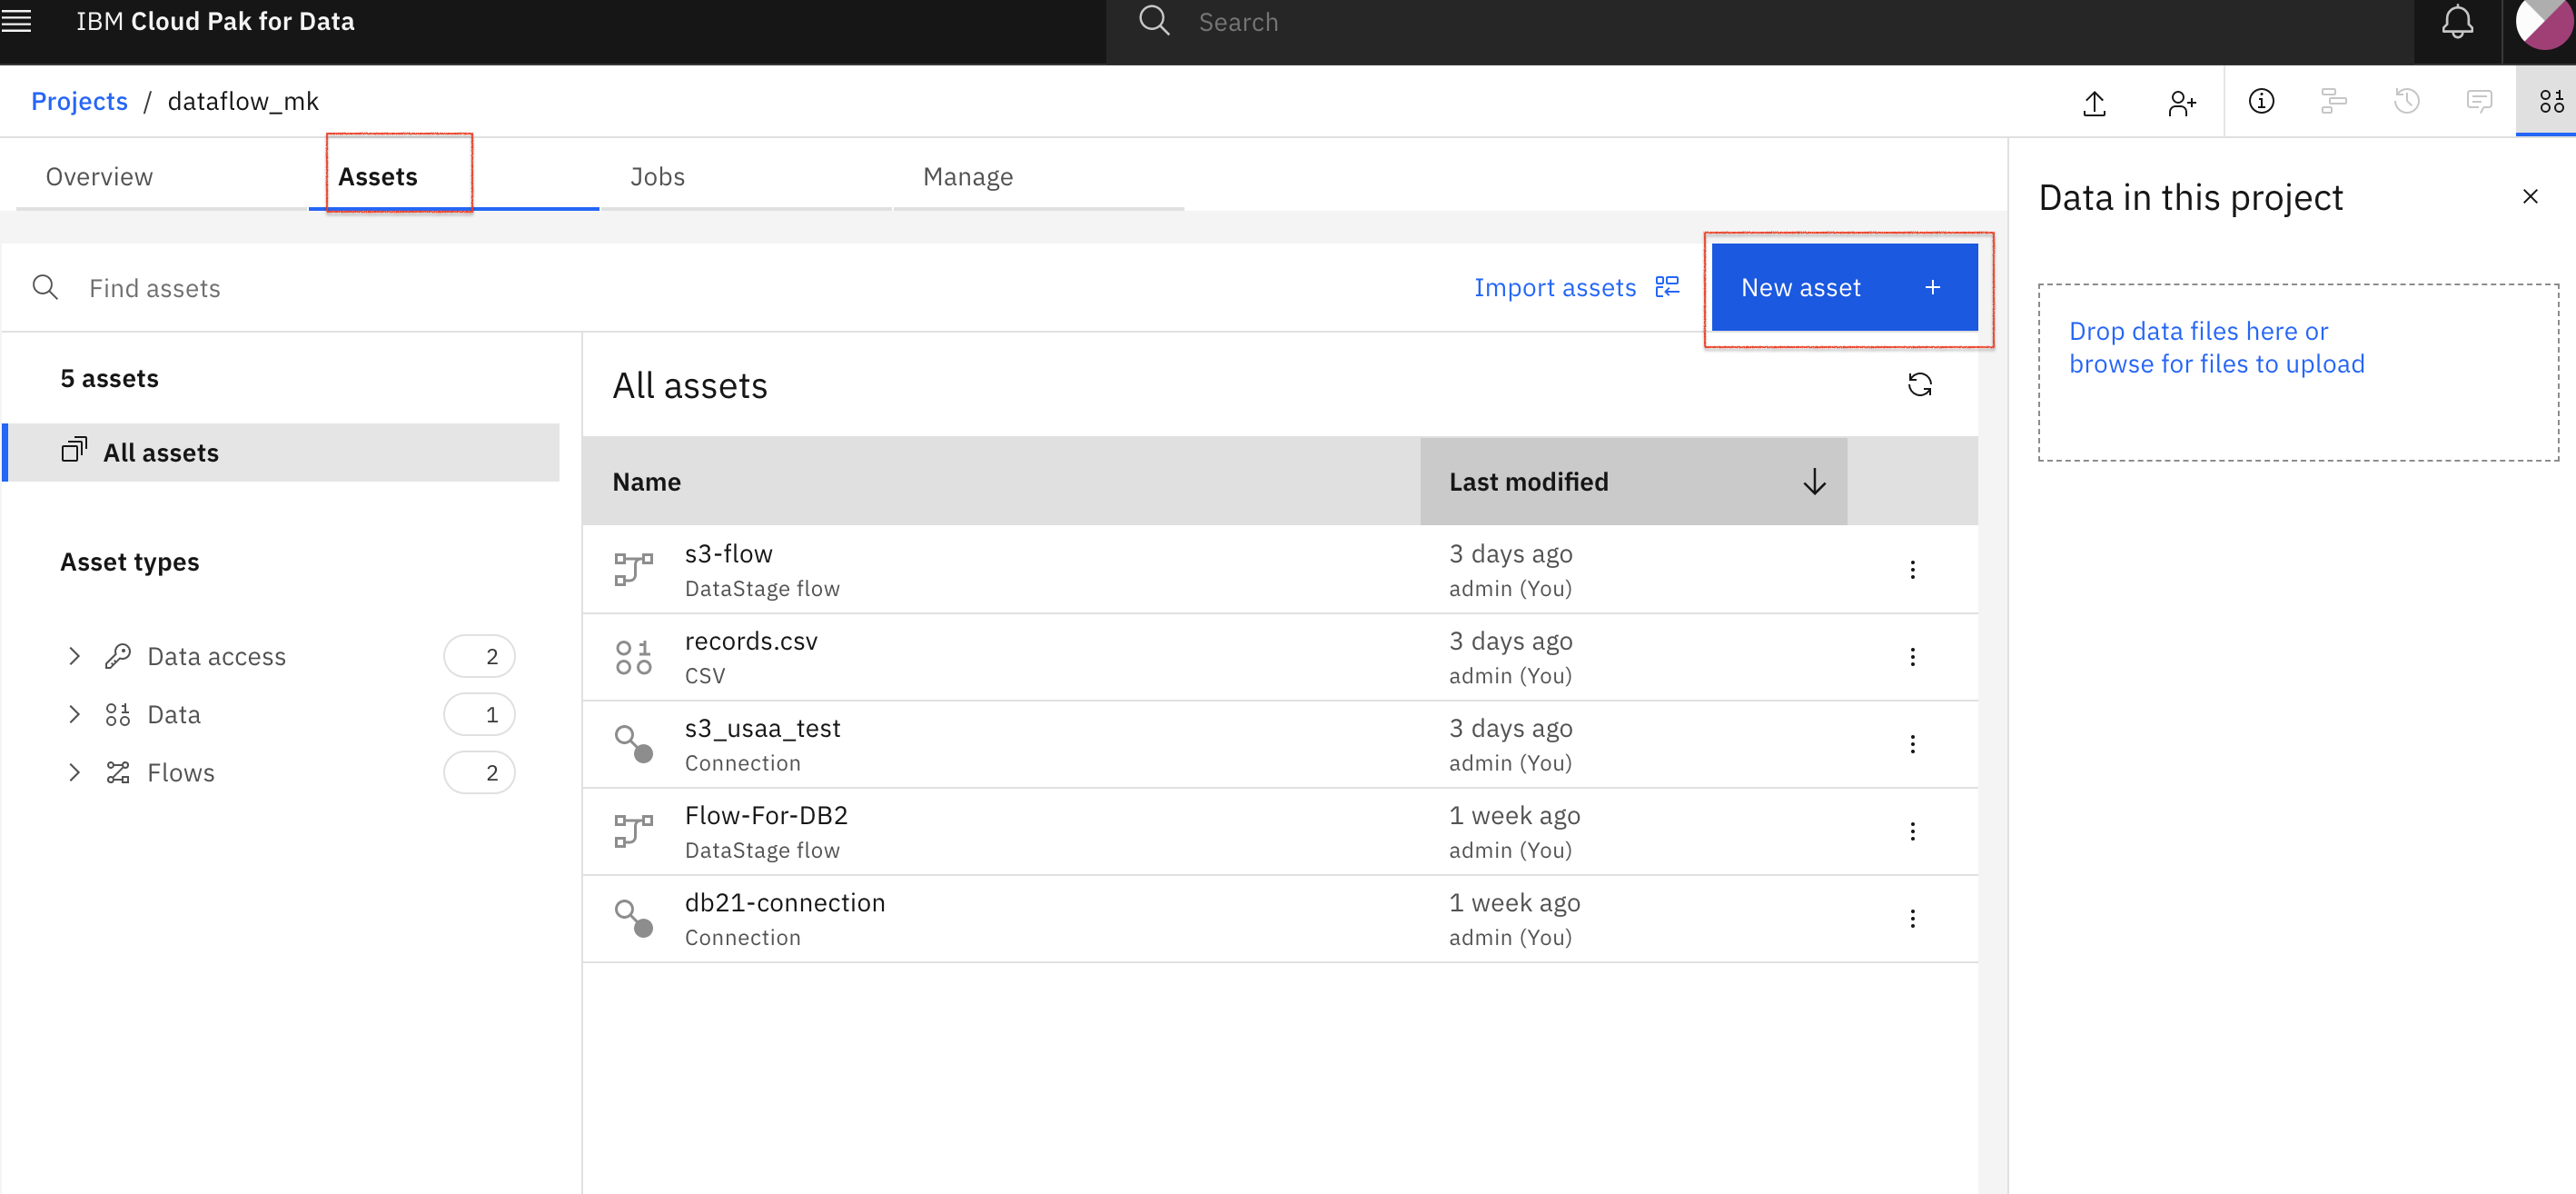 IBM Cloud Pak for Data
Search
Projects / dataflow_mk
Overview
Assets
Jobs
Manage
Find assets
Import assets
New asset +
5 assets
All assets
Asset types
Data access 2
Data 1
Flows 2
All assets
Name
Last modified
s3-flow
DataStage flow
3 days ago
admin (You)
records.csv
CSV
3 days ago
admin (You)
s3_usaa_test
Connection
3 days ago
admin (You)
Flow-For-DB2
DataStage flow
1 week ago
admin (You)
db21-connection
Connection
1 week ago
admin (You)
Data in this project
Drop data files here or
browse for files to upload